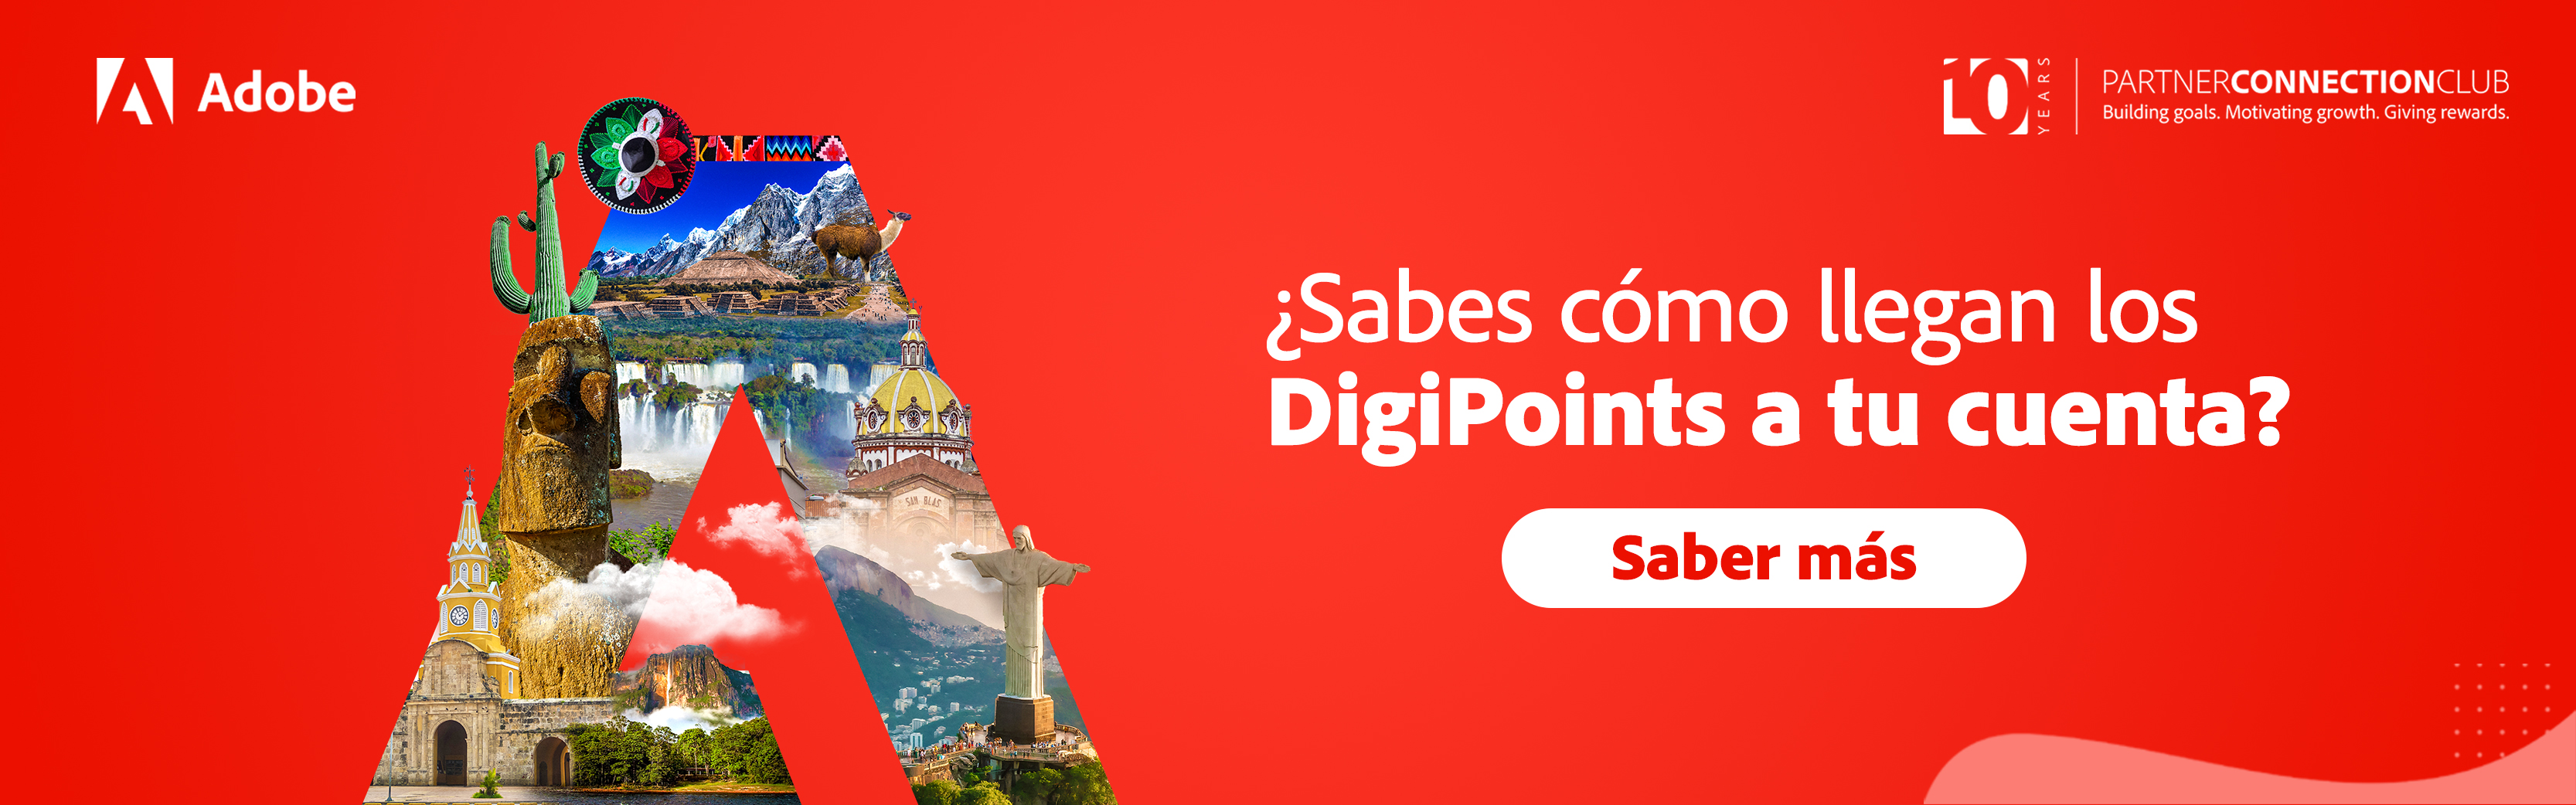 Adobe
10 YEARS
PARTNERCONNECTIONCLUB
Building goals. Motivating growth. Giving rewards.
¿Sabes cómo llegan los
DigiPoints a tu cuenta?
SAN BLAS
Saber más